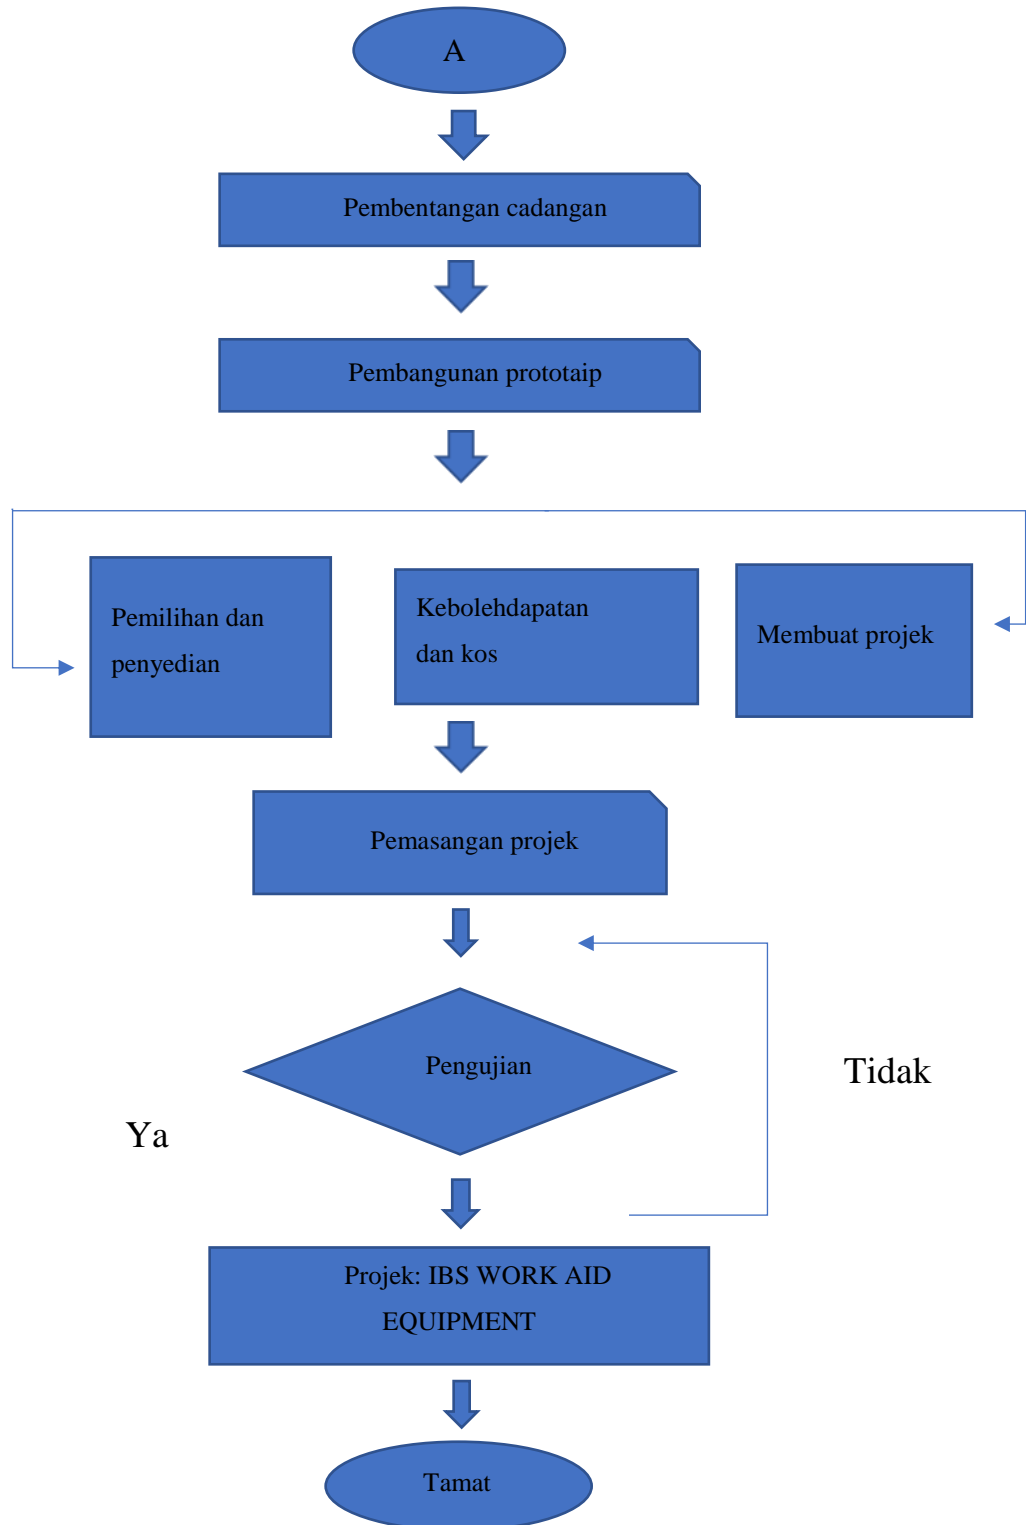 A
Pembentangan cadangan
Pembangunan prototaip
Pemilihan dan
penyedian
Kebolehdapatan
dan kos
Membuat projek
Pemasangan projek
Pengujian
Tidak
Ya
Projek: IBS WORK AID
EQUIPMENT
Tamat